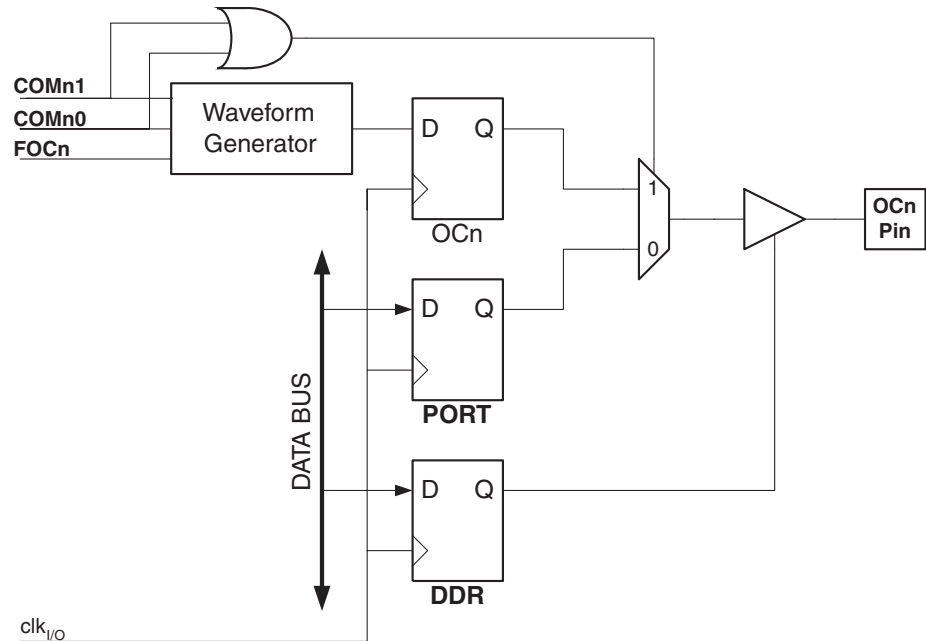 COMn1
COMn0
FOCn
Waveform
Generator
D Q
OCn
1
0
OCn
Pin
D Q
PORT
DATA BUS
D Q
DDR
clkI/O